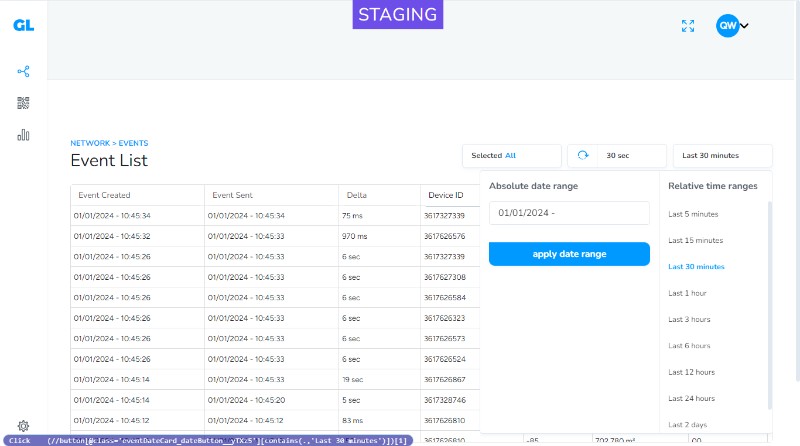 STAGING
GL
QW
NETWORK > EVENTS
Event List
Selected All
30 sec
Last 30 minutes
Event Created Event Sent Delta Device ID
01/01/2024 - 10:45:34 01/01/2024 - 10:45:34 75 ms 3617327339
01/01/2024 - 10:45:32 01/01/2024 - 10:45:33 970 ms 3617626576
01/01/2024 - 10:45:26 01/01/2024 - 10:45:33 6 sec 3617327339
01/01/2024 - 10:45:26 01/01/2024 - 10:45:33 6 sec 3617627308
01/01/2024 - 10:45:26 01/01/2024 - 10:45:33 6 sec 3617626584
01/01/2024 - 10:45:26 01/01/2024 - 10:45:33 6 sec 3617626323
01/01/2024 - 10:45:26 01/01/2024 - 10:45:33 6 sec 3617626573
01/01/2024 - 10:45:26 01/01/2024 - 10:45:33 6 sec 3617626524
01/01/2024 - 10:45:14 01/01/2024 - 10:45:33 19 sec 3617626867
01/01/2024 - 10:45:14 01/01/2024 - 10:45:20 5 sec 3617328746
01/01/2024 - 10:45:12 01/01/2024 - 10:45:12 83 ms 3617626810
3617626810 -85 702.780 m³ 00
Absolute date range
01/01/2024 -
apply date range
Relative time ranges
Last 5 minutes
Last 15 minutes
Last 30 minutes
Last 1 hour
Last 3 hours
Last 6 hours
Last 12 hours
Last 24 hours
Last 2 days
Click (//button[@class='eventDateCard_dateButton__yTXc5'][contains(.,'Last 30 minutes')])[1]